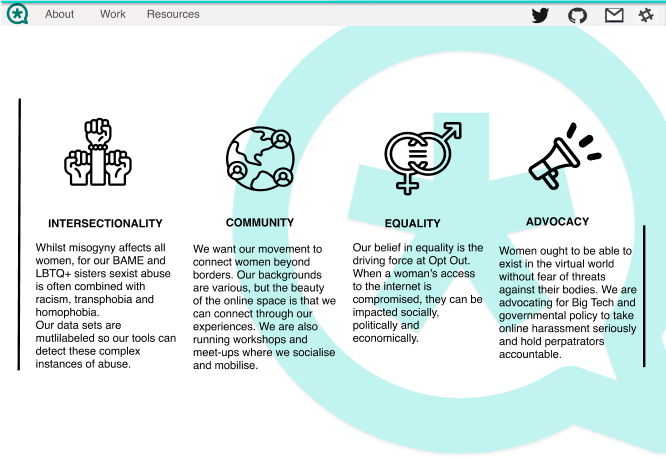 About Work Resources
INTERSECTIONALITY
Whilst misogyny affects all
women, for our BAME and
LBTQ+ sisters sexist abuse
is often combined with
racism, transphobia and
homophobia.
Our data sets are
mutlilabeled so our tools can
detect these complex
instances of abuse.
COMMUNITY
We want our movement to
connect women beyond
borders. Our backgrounds
are various, but the beauty
of the online space is that we
can connect through our
experiences. We are also
running workshops and
meet-ups where we socialise
and mobilise.
EQUALITY
Our belief in equality is the
driving force at Opt Out.
When a woman's access
to the internet is
compromised, they can be
impacted socially,
politically and
economically.
ADVOCACY
Women ought to be able to
exist in the virtual world
without fear of threats
against their bodies. We are
advocating for Big Tech and
governmental policy to take
online harassment seriously
and hold perpatrators
accountable.